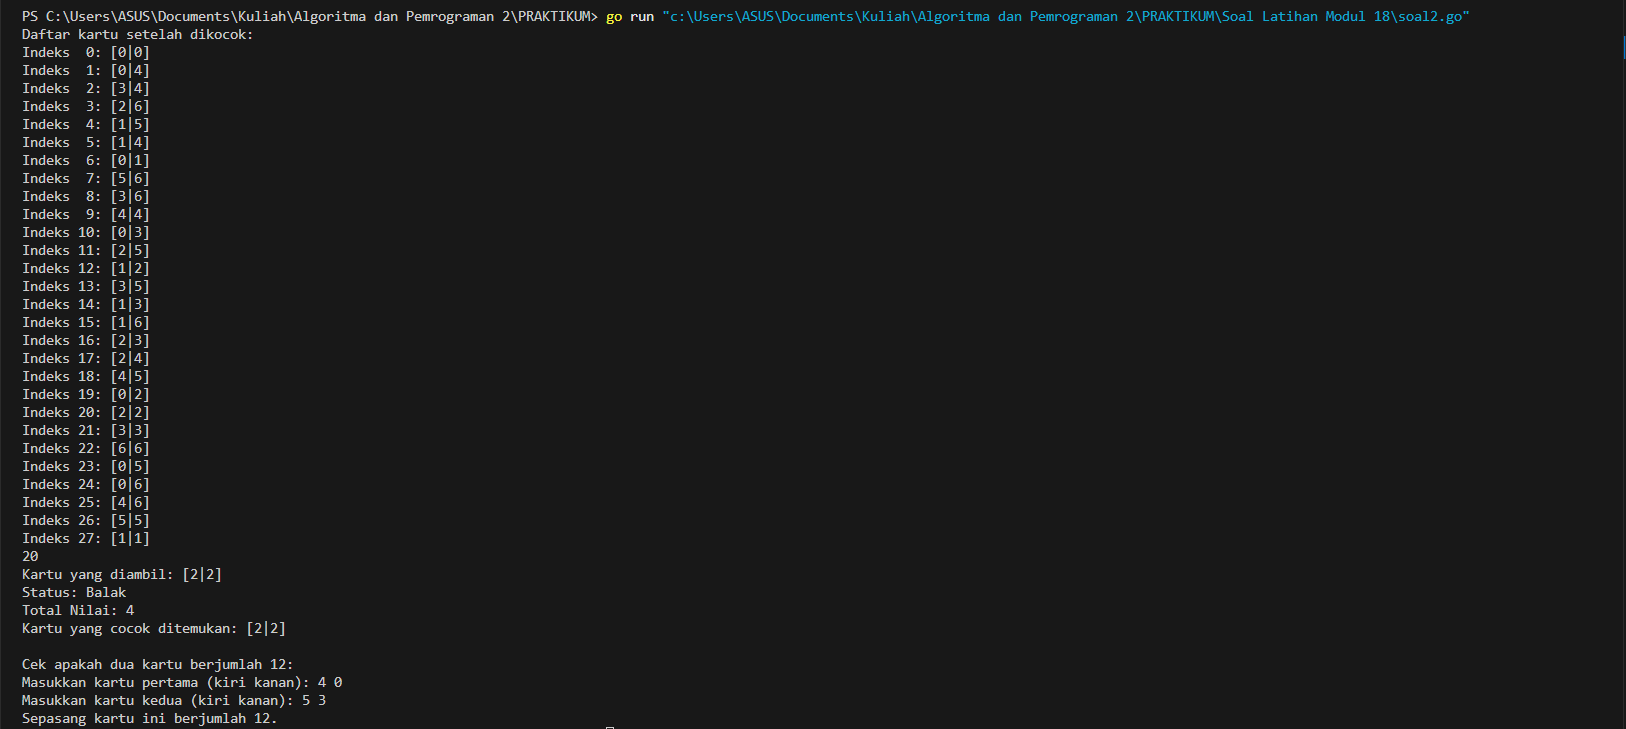 PS C:\Users\ASUS\Documents\Kuliah\Algoritma dan Pemrograman 2\PRAKTIKUM> go run "c:\Users\ASUS\Documents\Kuliah\Algoritma dan Pemrograman 2\PRAKTIKUM\Soal Latihan Modul 18\soal2.go"
Daftar kartu setelah dikocok:
Indeks  0: [0|0]
Indeks  1: [0|4]
Indeks  2: [3|4]
Indeks  3: [2|6]
Indeks  4: [1|5]
Indeks  5: [1|4]
Indeks  6: [0|1]
Indeks  7: [5|6]
Indeks  8: [3|6]
Indeks  9: [4|4]
Indeks 10: [0|3]
Indeks 11: [2|5]
Indeks 12: [1|2]
Indeks 13: [3|5]
Indeks 14: [1|3]
Indeks 15: [1|6]
Indeks 16: [2|3]
Indeks 17: [2|4]
Indeks 18: [4|5]
Indeks 19: [0|2]
Indeks 20: [2|2]
Indeks 21: [3|3]
Indeks 22: [6|6]
Indeks 23: [0|5]
Indeks 24: [0|6]
Indeks 25: [4|6]
Indeks 26: [5|5]
Indeks 27: [1|1]
20
Kartu yang diambil: [2|2]
Status: Balak
Total Nilai: 4
Kartu yang cocok ditemukan: [2|2]

Cek apakah dua kartu berjumlah 12:
Masukkan kartu pertama (kiri kanan): 4 0
Masukkan kartu kedua (kiri kanan): 5 3
Sepasang kartu ini berjumlah 12.